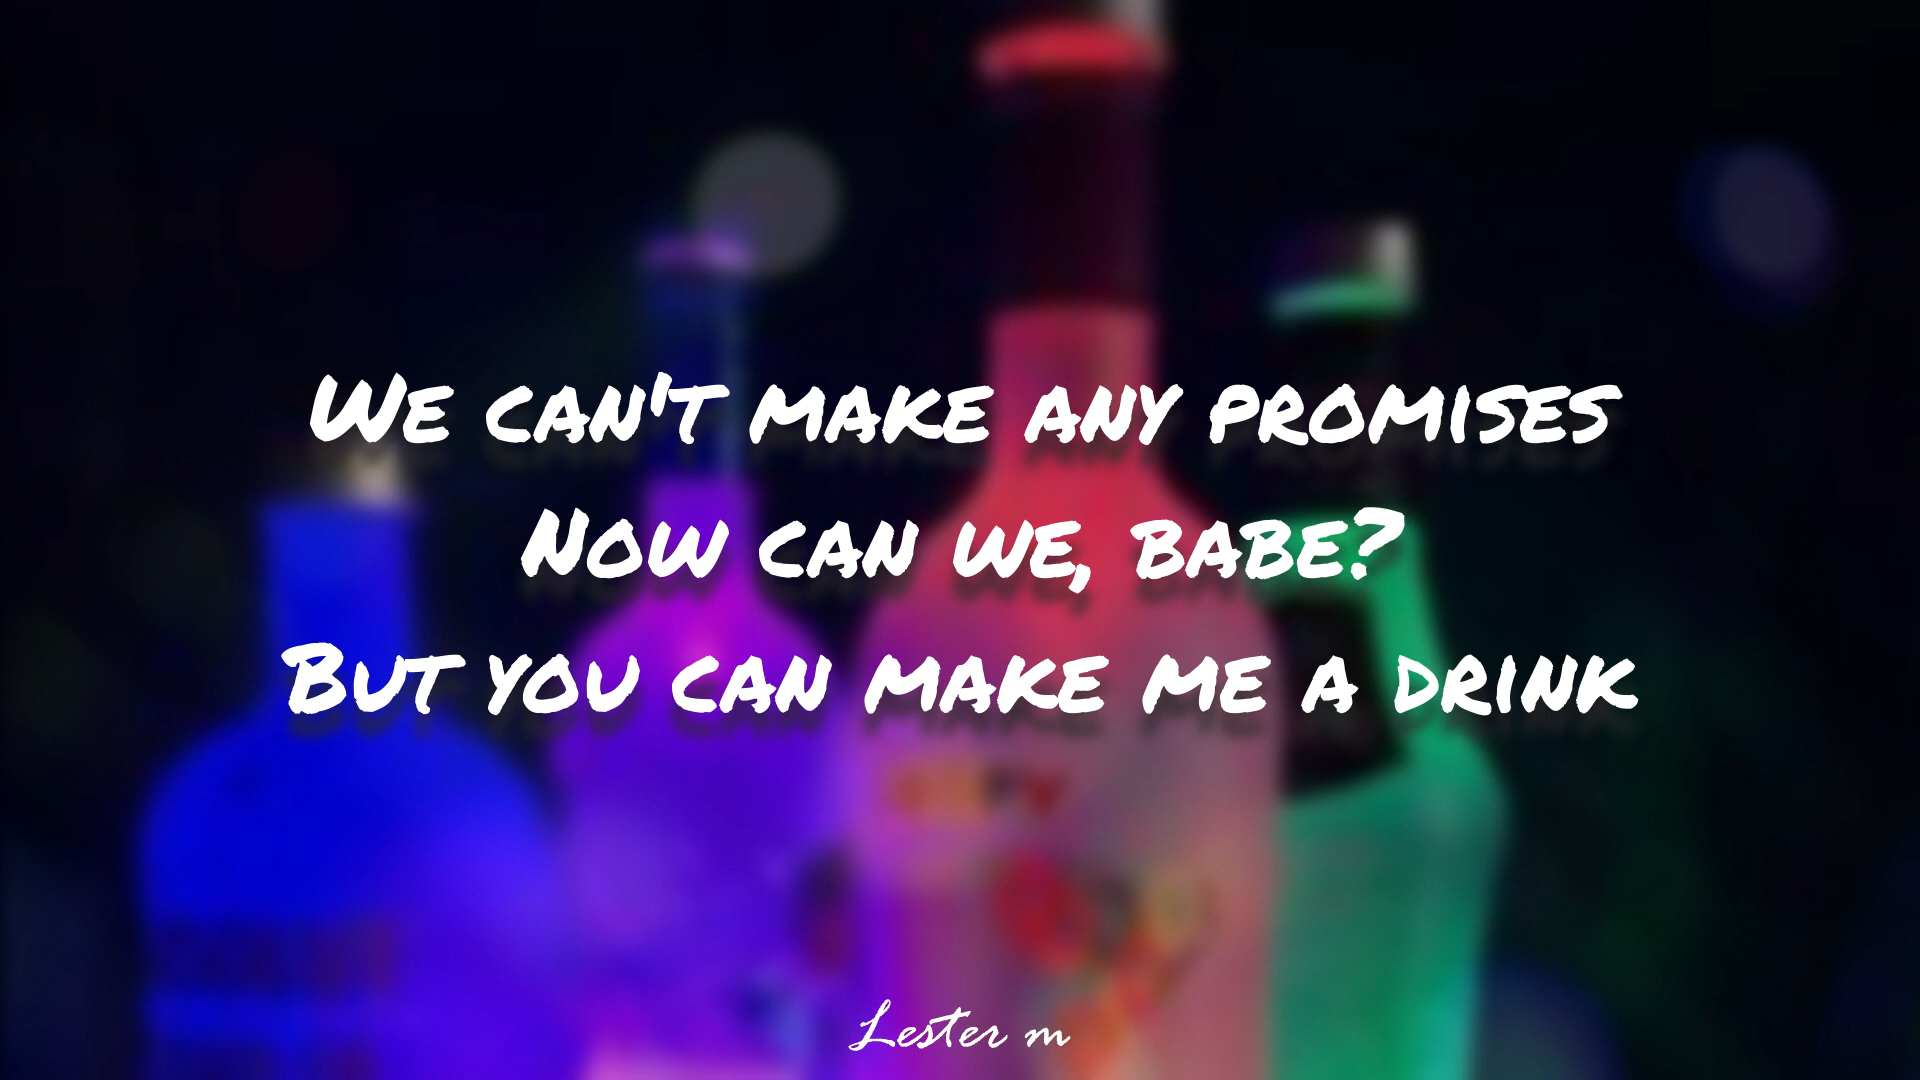 We can't make any promises
Now can we, babe?
But you can make me a drink
Lester m